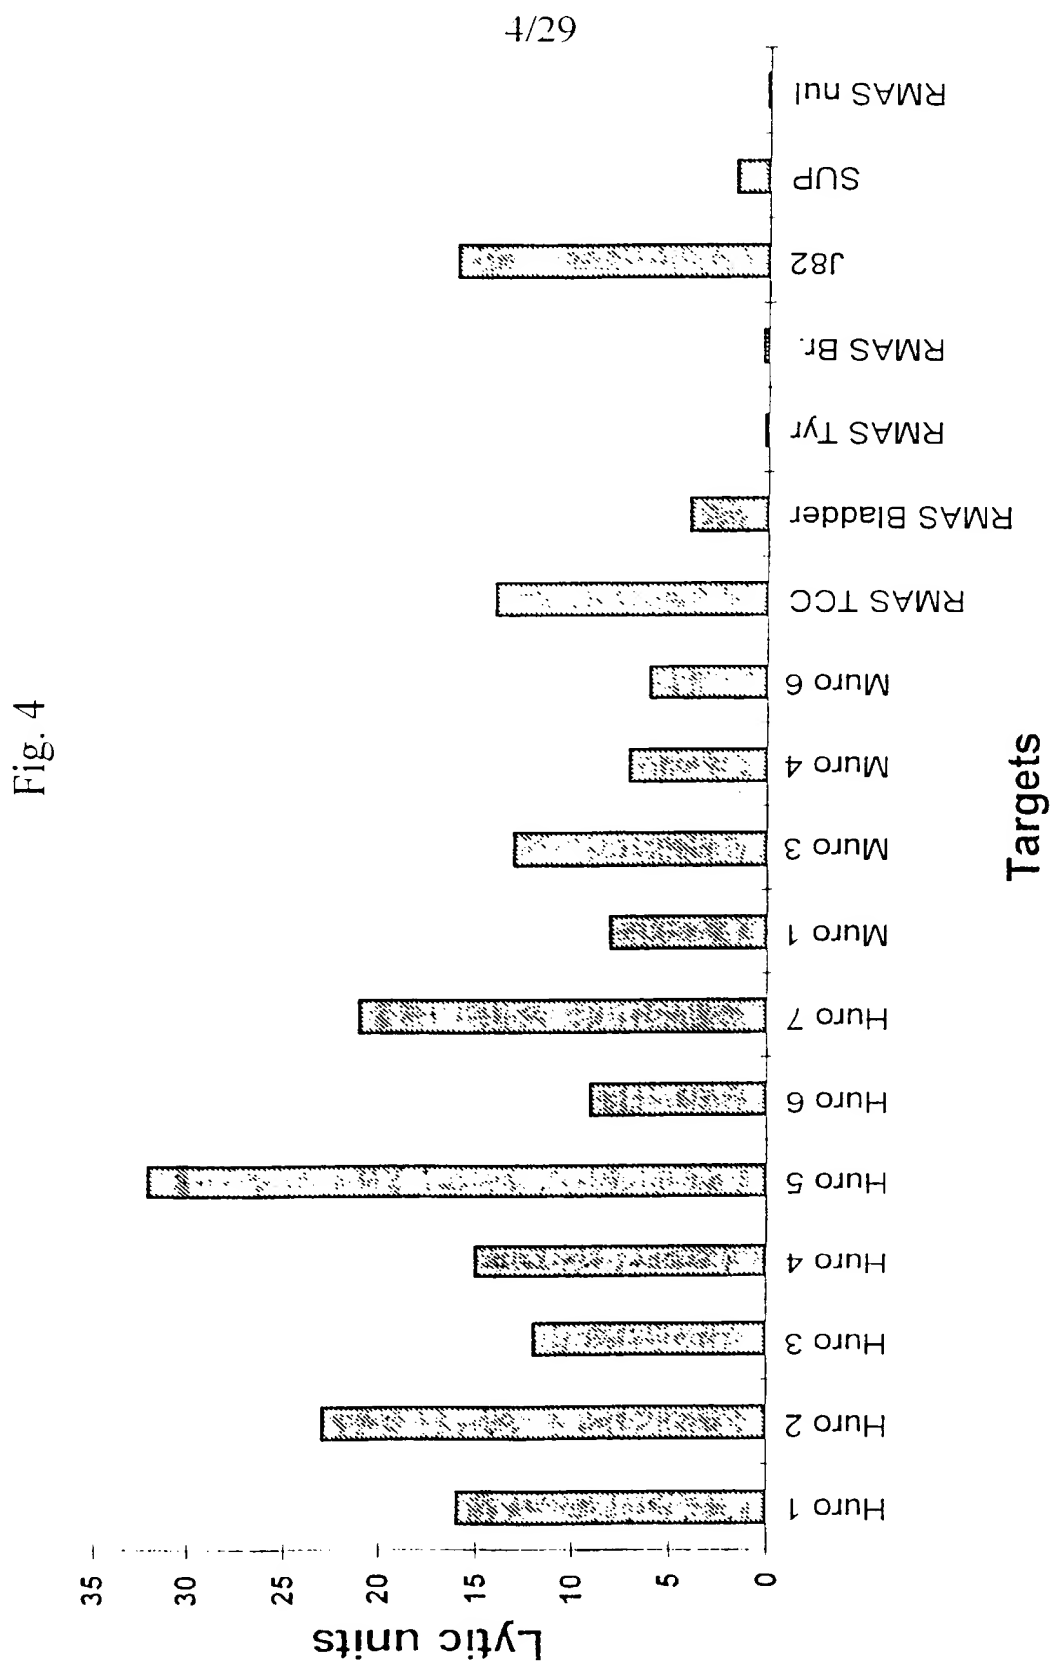 4/29
Fig. 4
Lytic units
35
30
25
20
15
10
5
0
Huro 1
Huro 2
Huro 3
Huro 4
Huro 5
Huro 6
Huro 7
Muro 1
Muro 3
Muro 4
Muro 6
RMAS TCC
RMAS Bladder
RMAS Tyr
RMAS Br.
J82
SUP
RMAS nul
Targets